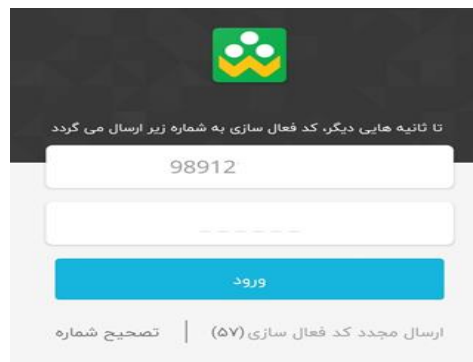 تا ثانیه هایی دیگر، کد فعال سازی به شماره زیر ارسال می گردد
98912
_ _ _ _ _ _
ورود
ارسال مجدد کد فعال سازی (۵۷) | تصحیح شماره